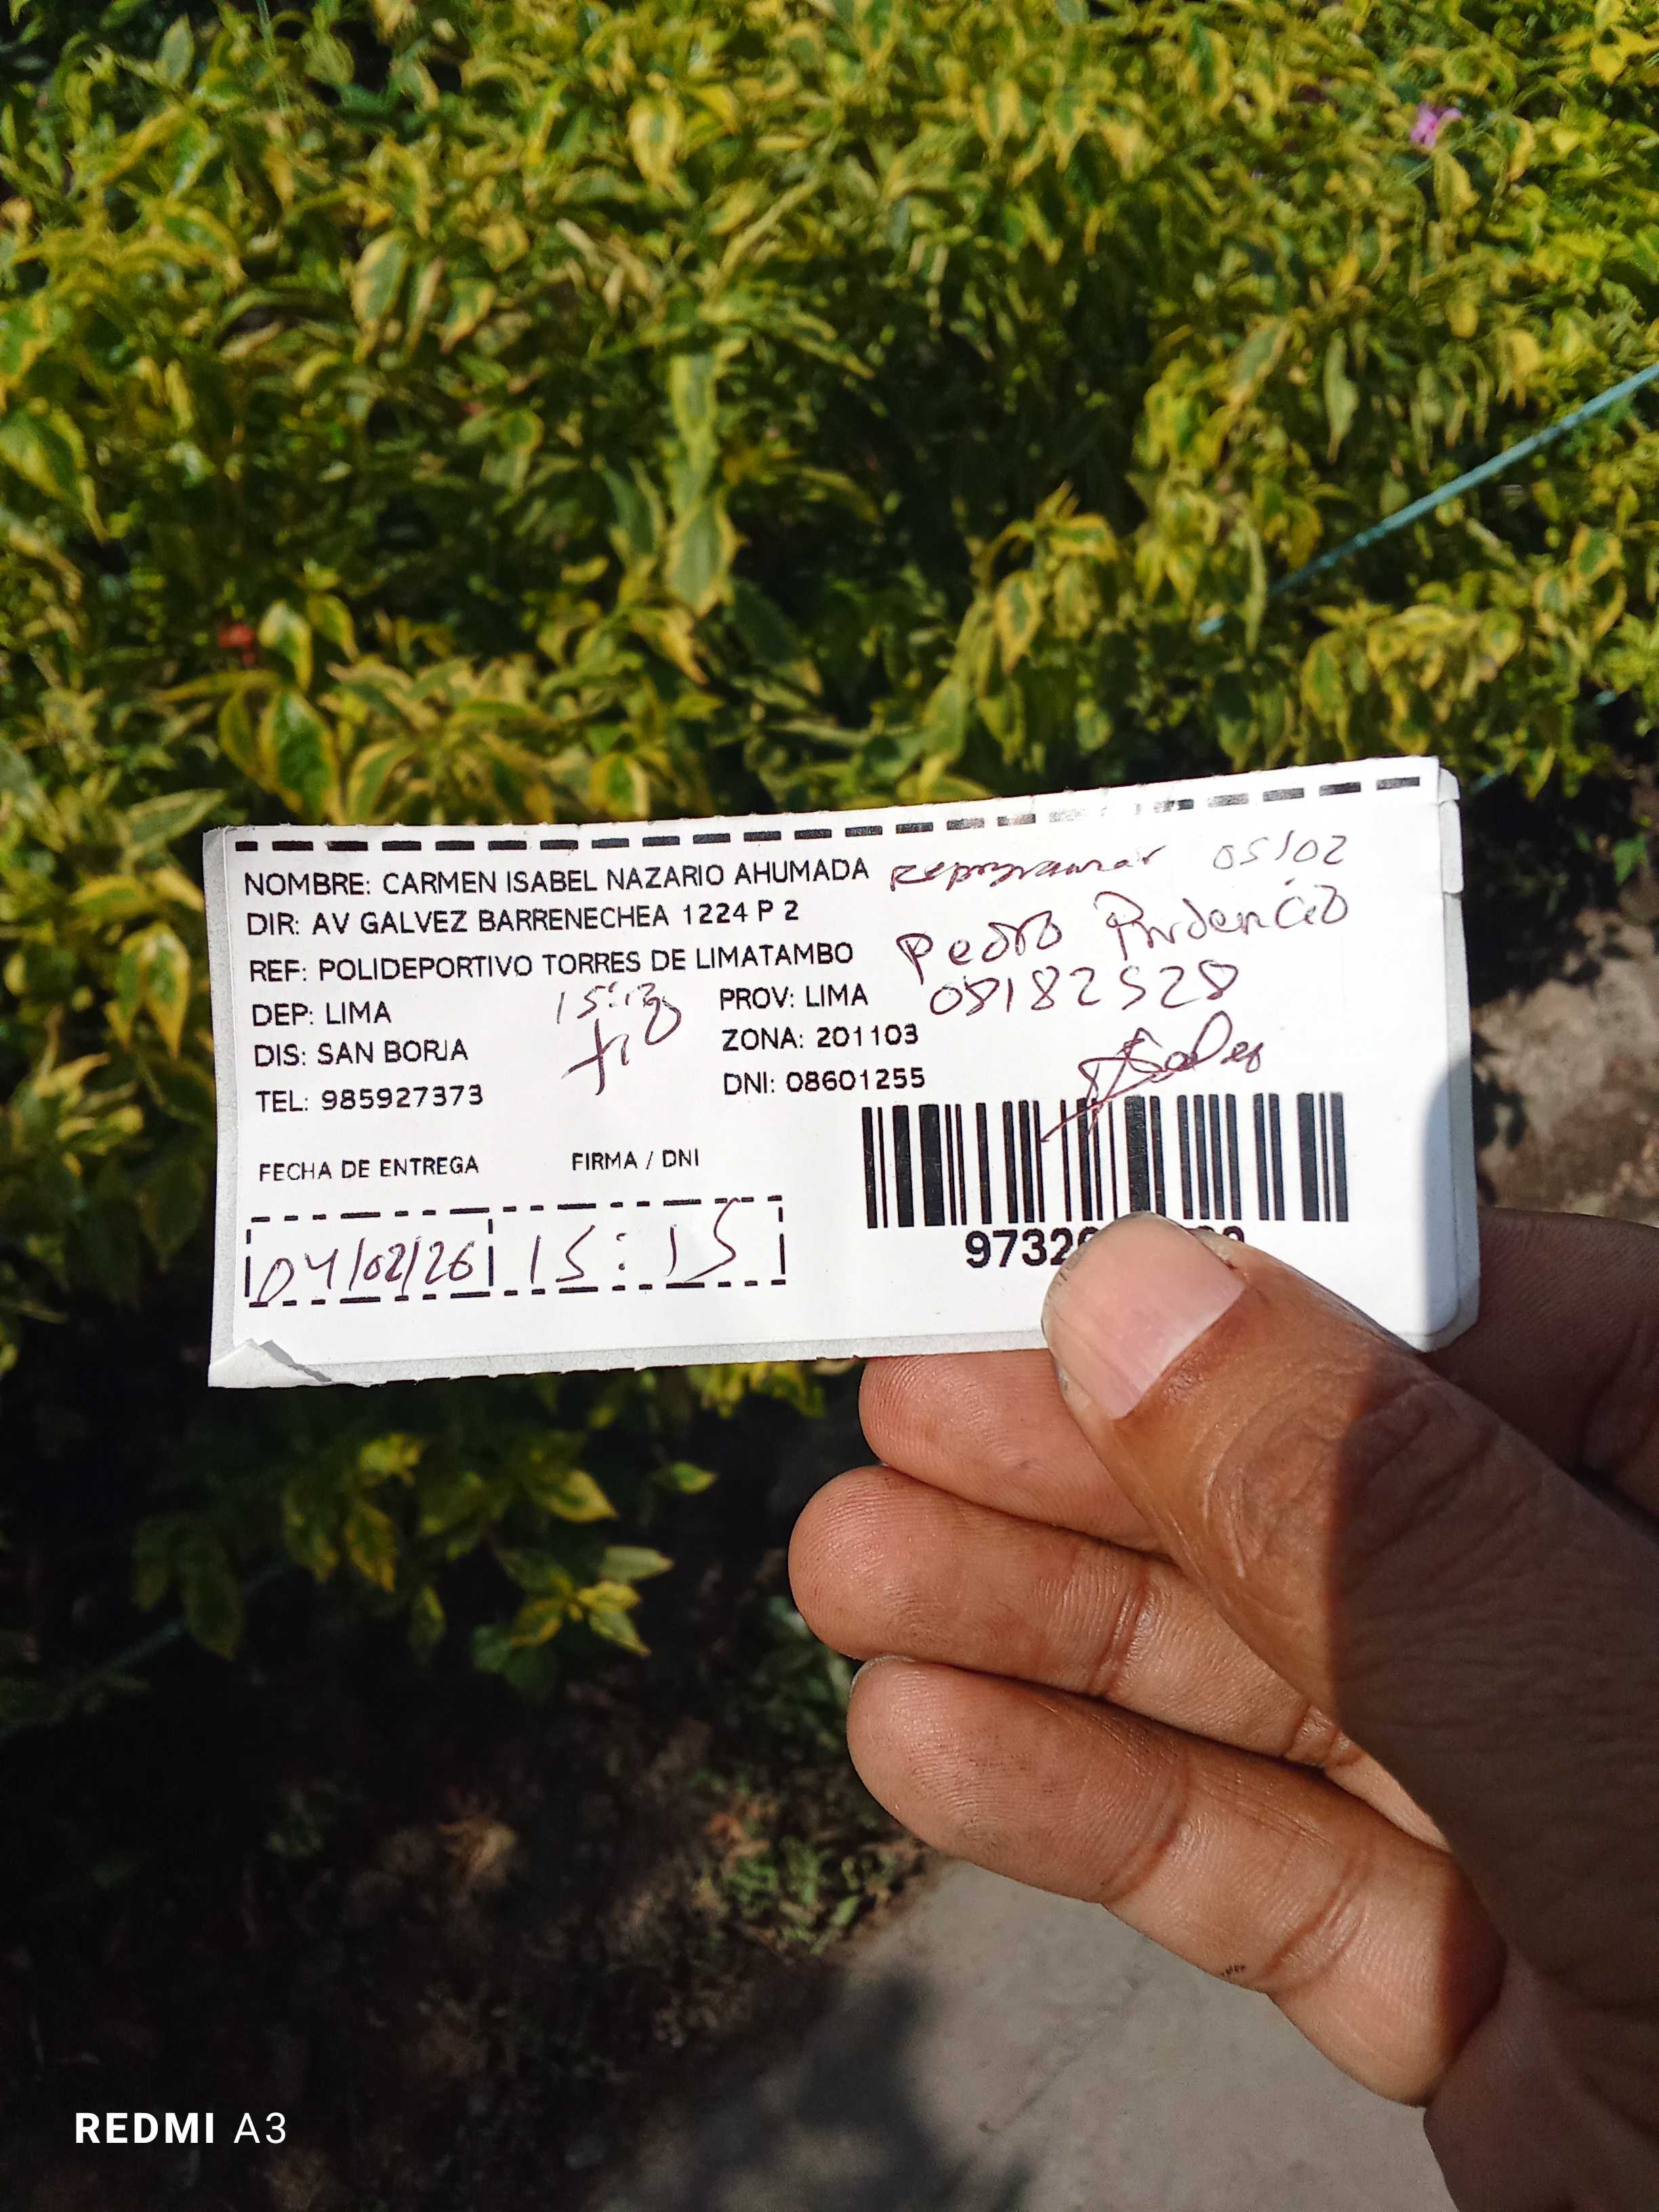 NOMBRE: CARMEN ISABEL NAZARIO AHUMADA Reprogramar 05/02
DIR: AV GALVEZ BARRENECHEA 1224 P 2
REF: POLIDEPORTIVO TORRES DE LIMATAMBO Pedro Prudencio
DEP: LIMA PROV: LIMA 08182528
DIS: SAN BORJA ZONA: 201103
TEL: 985927373 DNI: 08601255
FECHA DE ENTREGA FIRMA / DNI
04/02/26 15:15
9732
REDMI A3